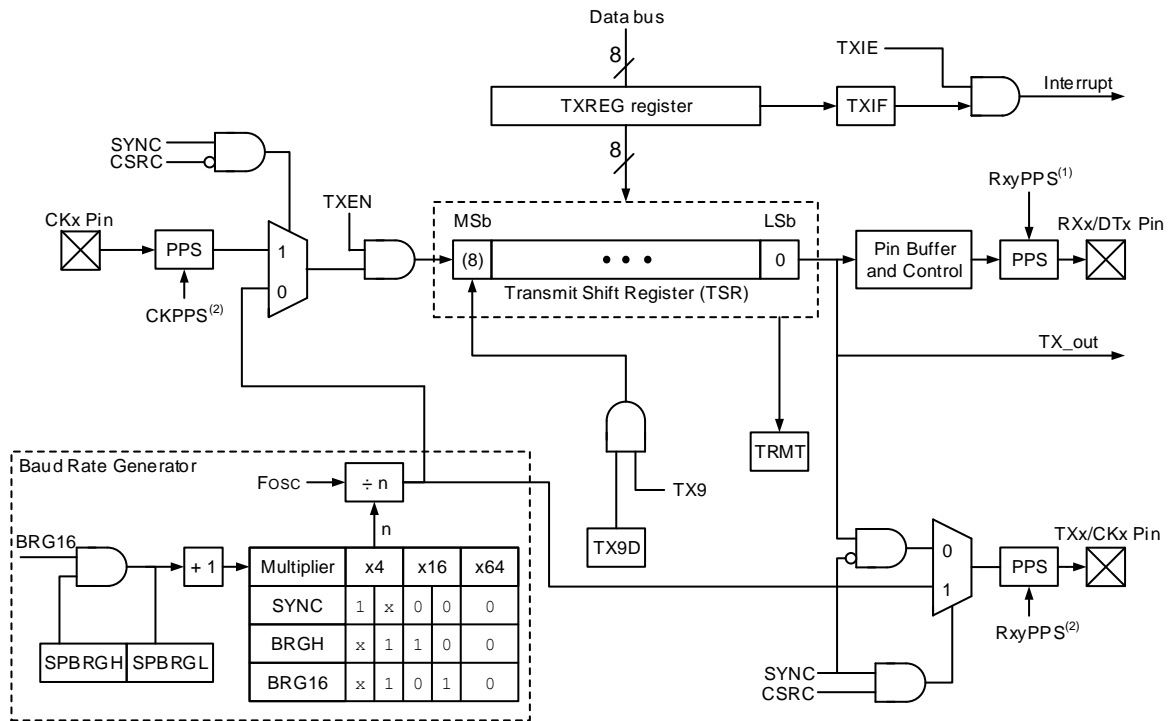 Data bus
8
TXIE
TXREG register
TXIF
Interrupt
SYNC
CSRC
8
RxyPPS(1)
TXEN
CKx Pin
MSb
LSb
RXx/DTx Pin
PPS
1
(8)
• • •
0
Pin Buffer
and Control
PPS
0
Transmit Shift Register (TSR)
CKPPS(2)
TX_out
TRMT
Baud Rate Generator
Fosc
÷ n
TX9
n
TX9D
BRG16
+ 1
Multiplier x4 x16 x64
SYNC 1 x 0 0 0
BRGH x 1 1 0 0
BRG16 x 1 0 1 0
SPBRGH SPBRGL
TXx/CKx Pin
0
PPS
1
RxyPPS(2)
SYNC
CSRC